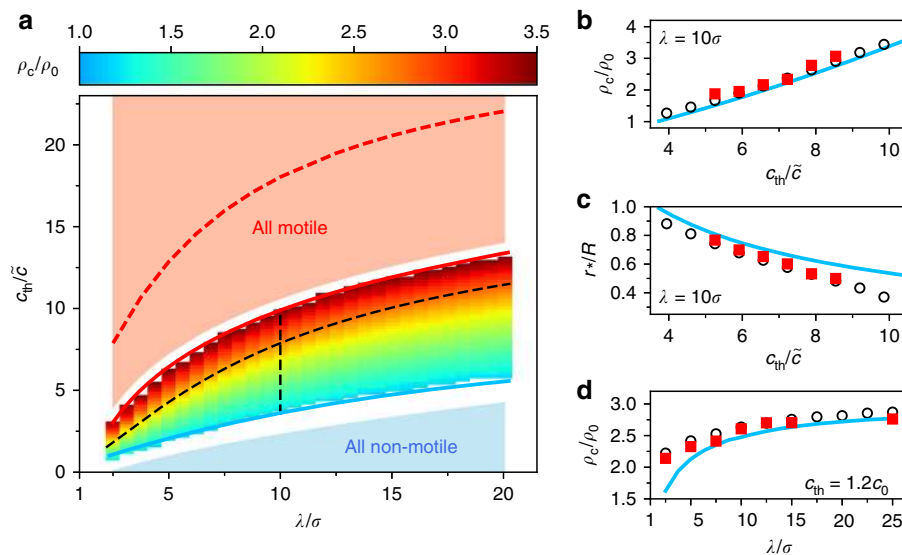 a
1.0 1.5 2.0 2.5 3.0 3.5
ρc/ρ0
cth/c̃
20
15
10
5
0
All motile
All non-motile
1 5 10 15 20
λ/σ
b
ρc/ρ0
4
3
2
1
λ = 10σ
4 6 8 10
cth/c̃
c
r*/R
1.0
0.8
0.6
0.4
λ = 10σ
4 6 8 10
cth/c̃
d
ρc/ρ0
3.0
2.5
2.0
1.5
cth = 1.2c0
1 5 10 15 20 25
λ/σ